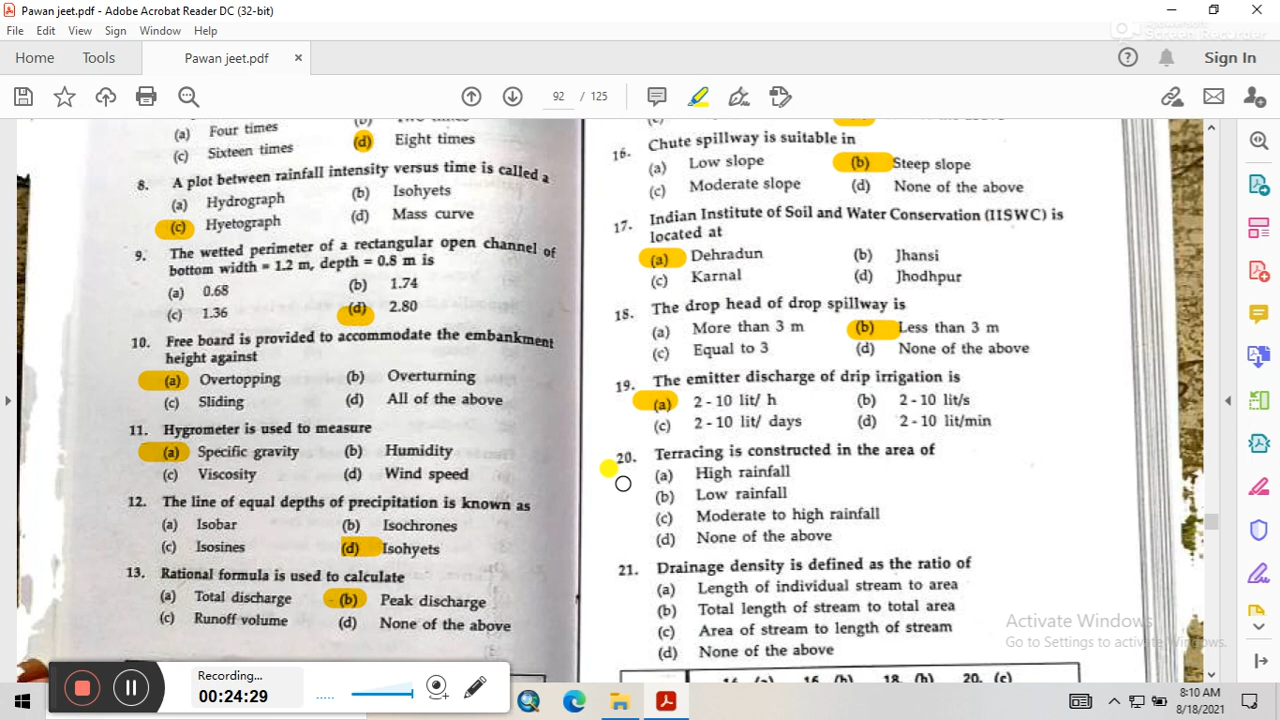 Pawan jeet.pdf - Adobe Acrobat Reader DC (32-bit)
File Edit View Sign Window Help
Home Tools Pawan jeet.pdf
Sign In
92 / 125
(a) Four times
(c) Sixteen times (d) Eight times
8. A plot between rainfall intensity versus time is called a
(a) Hydrograph (b) Isohyets
(c) Hyetograph (d) Mass curve
9. The wetted perimeter of a rectangular open channel of
bottom width = 1.2 m, depth = 0.8 m is
(a) 0.68 (b) 1.74
(c) 1.36 (d) 2.80
10. Free board is provided to accommodate the embankment
height against
(a) Overtopping (b) Overturning
(c) Sliding (d) All of the above
11. Hygrometer is used to measure
(a) Specific gravity (b) Humidity
(c) Viscosity (d) Wind speed
12. The line of equal depths of precipitation is known as
(a) Isobar (b) Isochrones
(c) Isosines (d) Isohyets
13. Rational formula is used to calculate
(a) Total discharge (b) Peak discharge
(c) Runoff volume (d) None of the above
16. Chute spillway is suitable in
(a) Low slope (b) Steep slope
(c) Moderate slope (d) None of the above
17. Indian Institute of Soil and Water Conservation (IISWC) is
located at
(a) Dehradun (b) Jhansi
(c) Karnal (d) Jhodhpur
18. The drop head of drop spillway is
(a) More than 3 m (b) Less than 3 m
(c) Equal to 3 (d) None of the above
19. The emitter discharge of drip irrigation is
(a) 2 - 10 lit/ h (b) 2 - 10 lit/s
(c) 2 - 10 lit/ days (d) 2 - 10 lit/min
20. Terracing is constructed in the area of
(a) High rainfall
(b) Low rainfall
(c) Moderate to high rainfall
(d) None of the above
21. Drainage density is defined as the ratio of
(a) Length of individual stream to area
(b) Total length of stream to total area
(c) Area of stream to length of stream
(d) None of the above
Activate Windows
Go to Settings to activate Windows.
Recording...
00:24:29
8:10 AM
8/18/2021